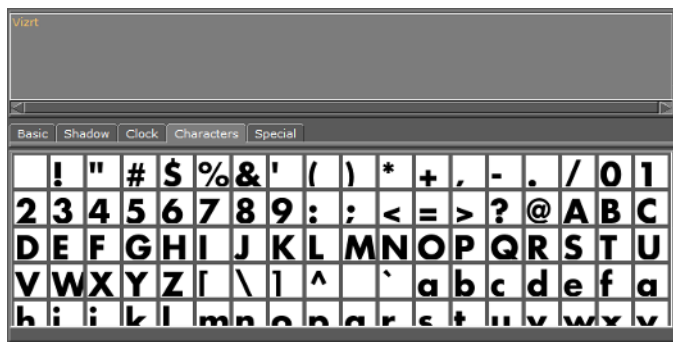 Vizrt
Basic Shadow Clock Characters Special
! " # $ % & ' ( ) * + , - . / 0 1
2 3 4 5 6 7 8 9 : ; < = > ? @ A B C
D E F G H I J K L M N O P Q R S T U
V W X Y Z [ \ ] ^ ` a b c d e f g
h i j k l m n o p q r s t u v w x y